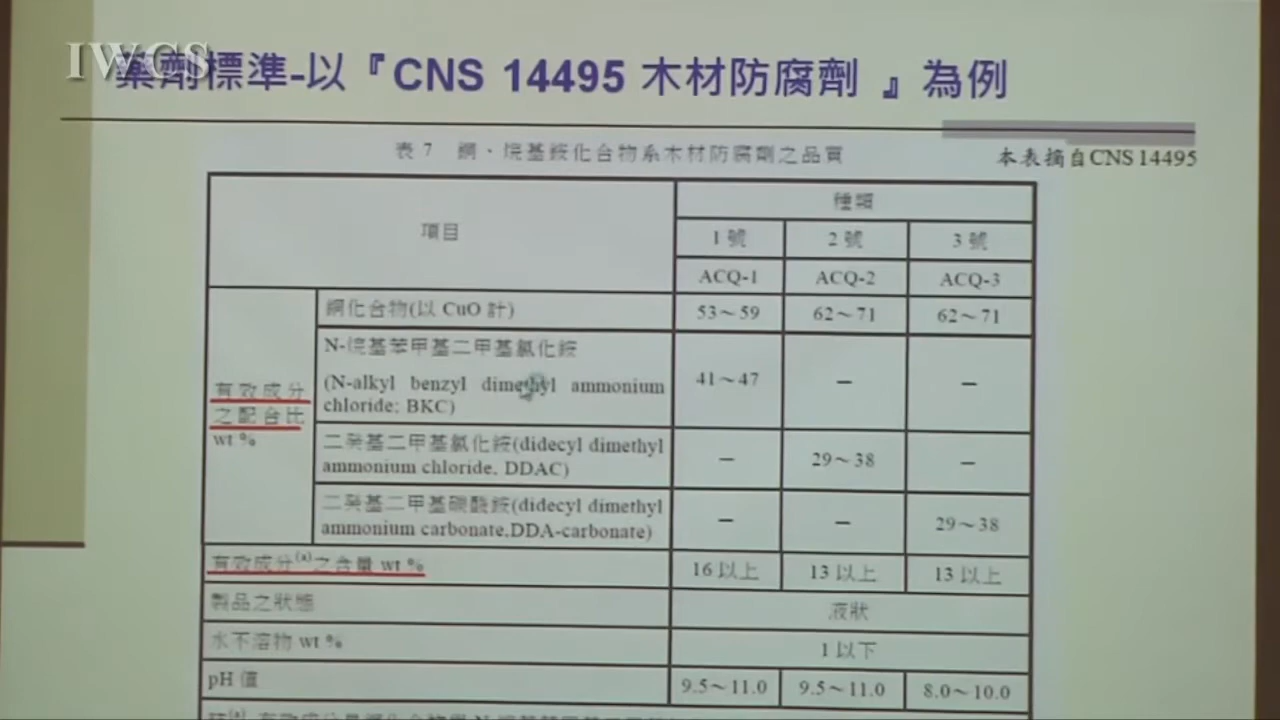 IWCS
藥劑標準-以『CNS 14495 木材防腐劑 』為例
表 7 銅、烷基銨化合物系木材防腐劑之品質
本表摘自CNS 14495
項目
種類
1 號 2 號 3 號
ACQ-1 ACQ-2 ACQ-3
有效成分
之配合比
wt %
銅化合物(以 CuO 計) 53~59 62~71 62~71
N-烷基苯甲基二甲基氯化銨
(N-alkyl benzyl dimethyl ammonium
chloride; BKC)
41~47 — —
二癸基二甲基氯化銨(didecyl dimethyl
ammonium chloride, DDAC)
— 29~38 —
二癸基二甲基碳酸銨(didecyl dimethyl
ammonium carbonate,DDA-carbonate)
— — 29~38
有效成分(a)之含量 wt % 16 以上 13 以上 13 以上
製品之狀態 液狀
水不溶物 wt % 1 以下
pH 值 9.5~11.0 9.5~11.0 8.0~10.0